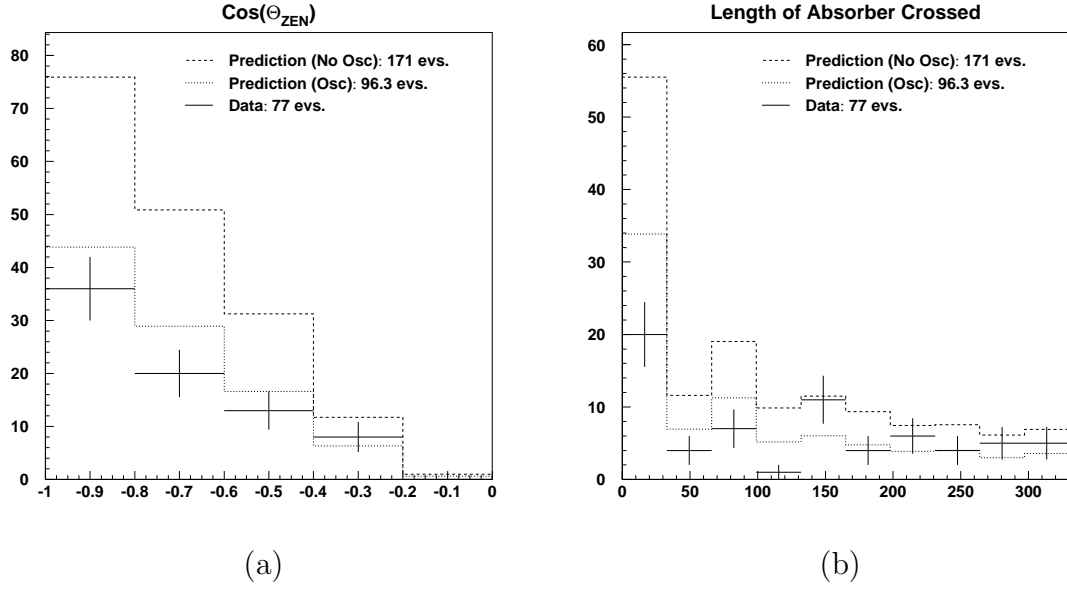 Cos(Θ_ZEN)
Prediction (No Osc): 171 evs.
Prediction (Osc): 96.3 evs.
Data: 77 evs.
80
70
60
50
40
30
20
10
0
-1 -0.9 -0.8 -0.7 -0.6 -0.5 -0.4 -0.3 -0.2 -0.1 0
(a)
Length of Absorber Crossed
Prediction (No Osc): 171 evs.
Prediction (Osc): 96.3 evs.
Data: 77 evs.
60
50
40
30
20
10
0
0 50 100 150 200 250 300
(b)